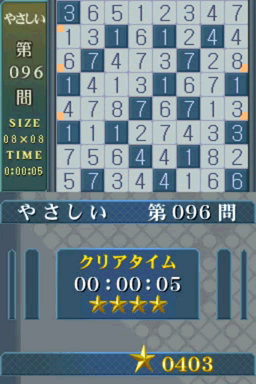 やさしい
第
096
問
SIZE
08×08
TIME
0:00:05
3 6 5 1 2 3 4 7
1 3 1 6 1 2 4 4
6 7 4 7 3 7 2 8
1 6 1 4 3 7 6 1
4 7 8 7 6 7 1 3
1 1 1 2 7 4 4 3
7 5 6 4 4 1 8 2
5 7 3 4 4 1 6 6
やさしい 第096問
クリアタイム
00:00:05
★★★★
★ 0403